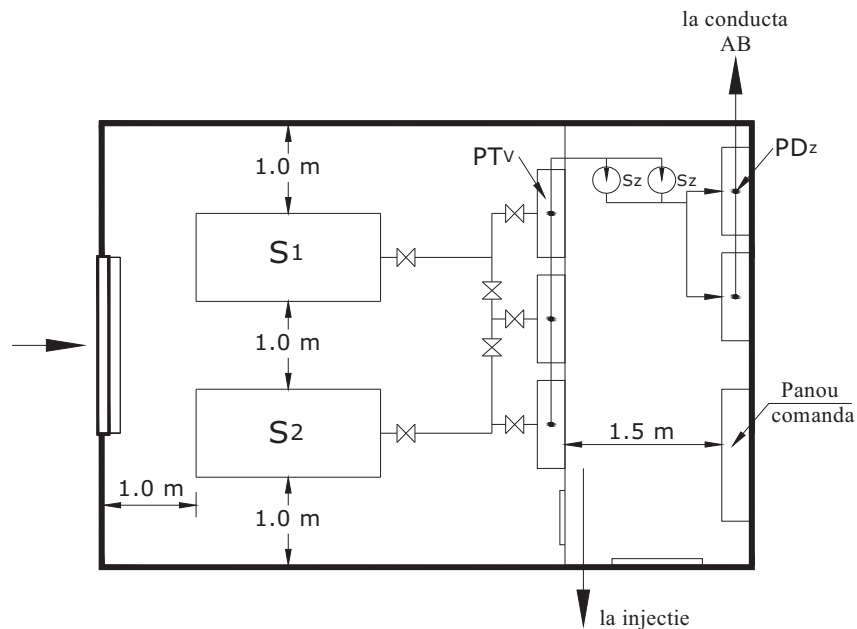 la conducta
AB
1.0 m
PTV
Sz
Sz
PDz
S1
1.0 m
S2
Panou
comanda
1.5 m
1.0 m
1.0 m
la injectie